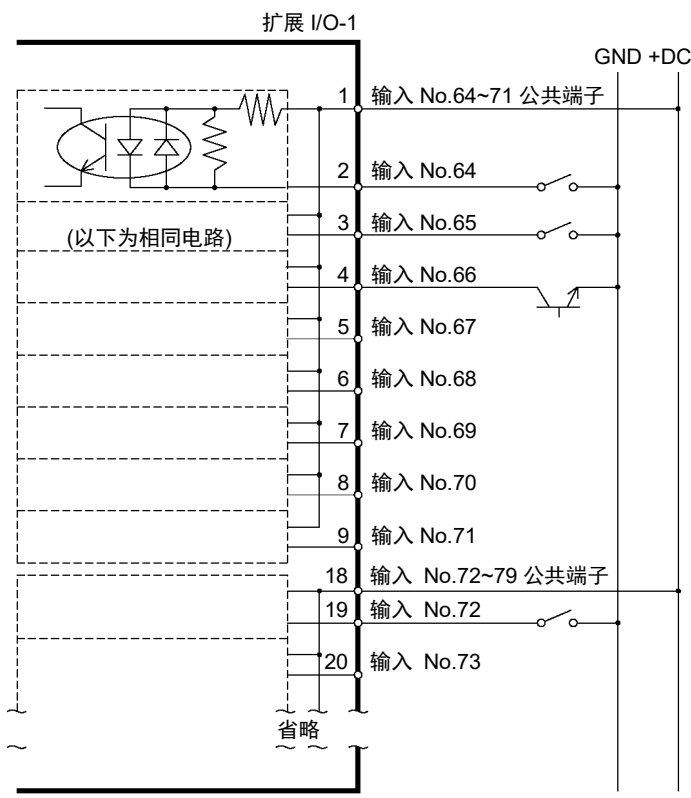 扩展 I/O-1
GND +DC
1 输入 No.64~71 公共端子
2 输入 No.64
3 输入 No.65
(以下为相同电路)
4 输入 No.66
5 输入 No.67
6 输入 No.68
7 输入 No.69
8 输入 No.70
9 输入 No.71
18 输入 No.72~79 公共端子
19 输入 No.72
20 输入 No.73
省略